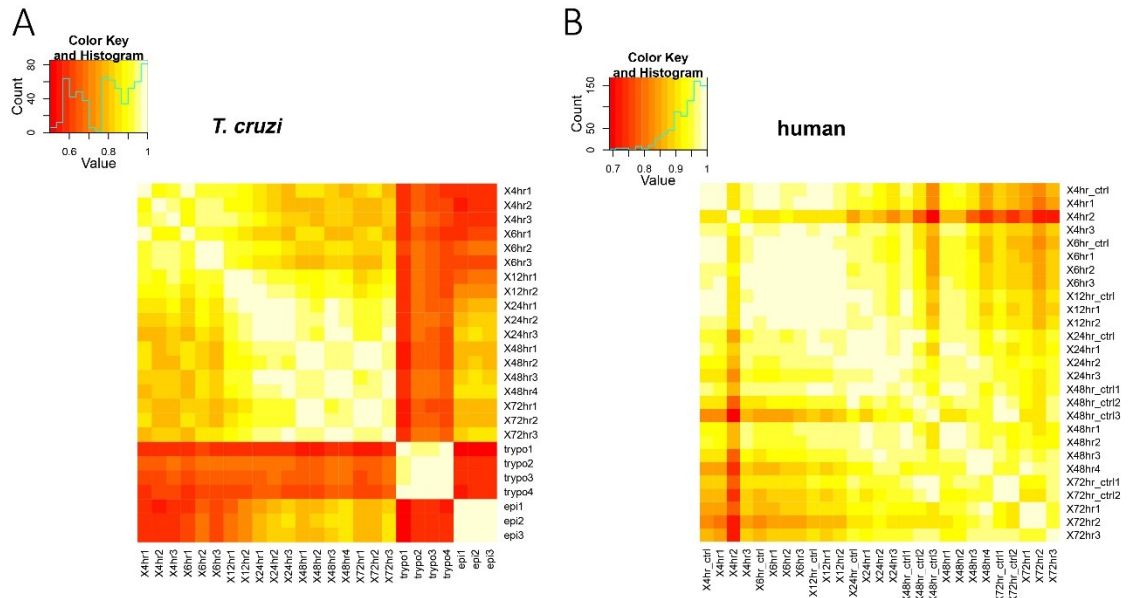 A
Color Key
and Histogram
Count
0 40 80
0.6 0.8 1
Value
T. cruzi
X4hr1
X4hr2
X4hr3
X6hr1
X6hr2
X6hr3
X12hr1
X12hr2
X24hr1
X24hr2
X24hr3
X48hr1
X48hr2
X48hr3
X48hr4
X72hr1
X72hr2
X72hr3
trypo1
trypo2
trypo3
trypo4
epi1
epi2
epi3
X4hr1
X4hr2
X4hr3
X6hr1
X6hr2
X6hr3
X12hr1
X12hr2
X24hr1
X24hr2
X24hr3
X48hr1
X48hr2
X48hr3
X48hr4
X72hr1
X72hr2
X72hr3
trypo1
trypo2
trypo3
trypo4
epi1
epi2
epi3
B
Color Key
and Histogram
Count
0 50 150
0.7 0.8 0.9 1
Value
human
X4hr_ctrl
X4hr1
X4hr2
X4hr3
X6hr_ctrl
X6hr1
X6hr2
X6hr3
X12hr_ctrl
X12hr1
X12hr2
X24hr_ctrl
X24hr1
X24hr2
X24hr3
X48hr_ctrl1
X48hr_ctrl2
X48hr_ctrl3
X48hr1
X48hr2
X48hr3
X48hr4
X72hr_ctrl1
X72hr_ctrl2
X72hr1
X72hr2
X72hr3
X4hr_ctrl
X4hr1
X4hr2
X4hr3
X6hr_ctrl
X6hr1
X6hr2
X6hr3
X12hr_ctrl
X12hr1
X12hr2
X24hr_ctrl
X24hr1
X24hr2
X24hr3
X48hr_ctrl1
X48hr_ctrl2
X48hr_ctrl3
X48hr1
X48hr2
X48hr3
X48hr4
X72hr_ctrl1
X72hr_ctrl2
X72hr1
X72hr2
X72hr3